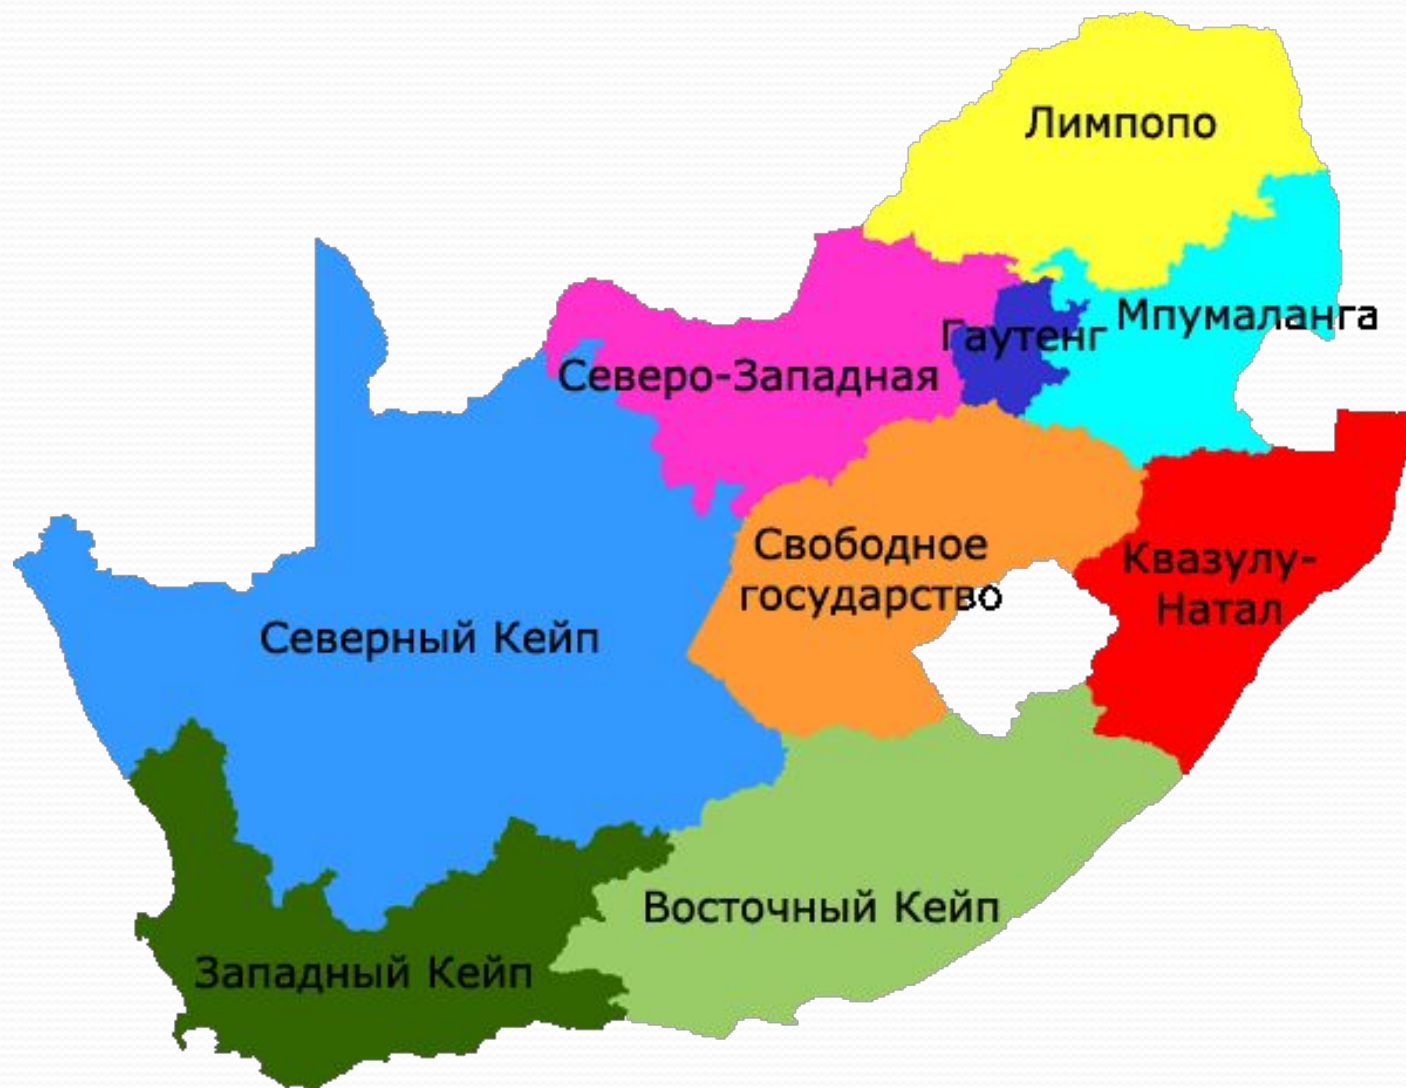 Лимпопо
Мпумаланга
Гаутенг
Северо-Западная
Свободное
государство
Квазулу-
Натал
Северный Кейп
Восточный Кейп
Западный Кейп